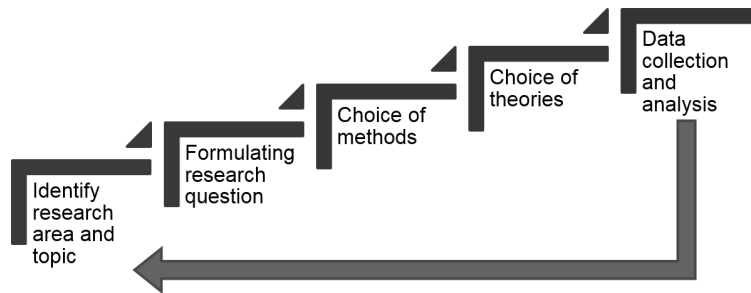 Identify
research
area and
topic
Formulating
research
question
Choice of
methods
Choice of
theories
Data
collection
and
analysis